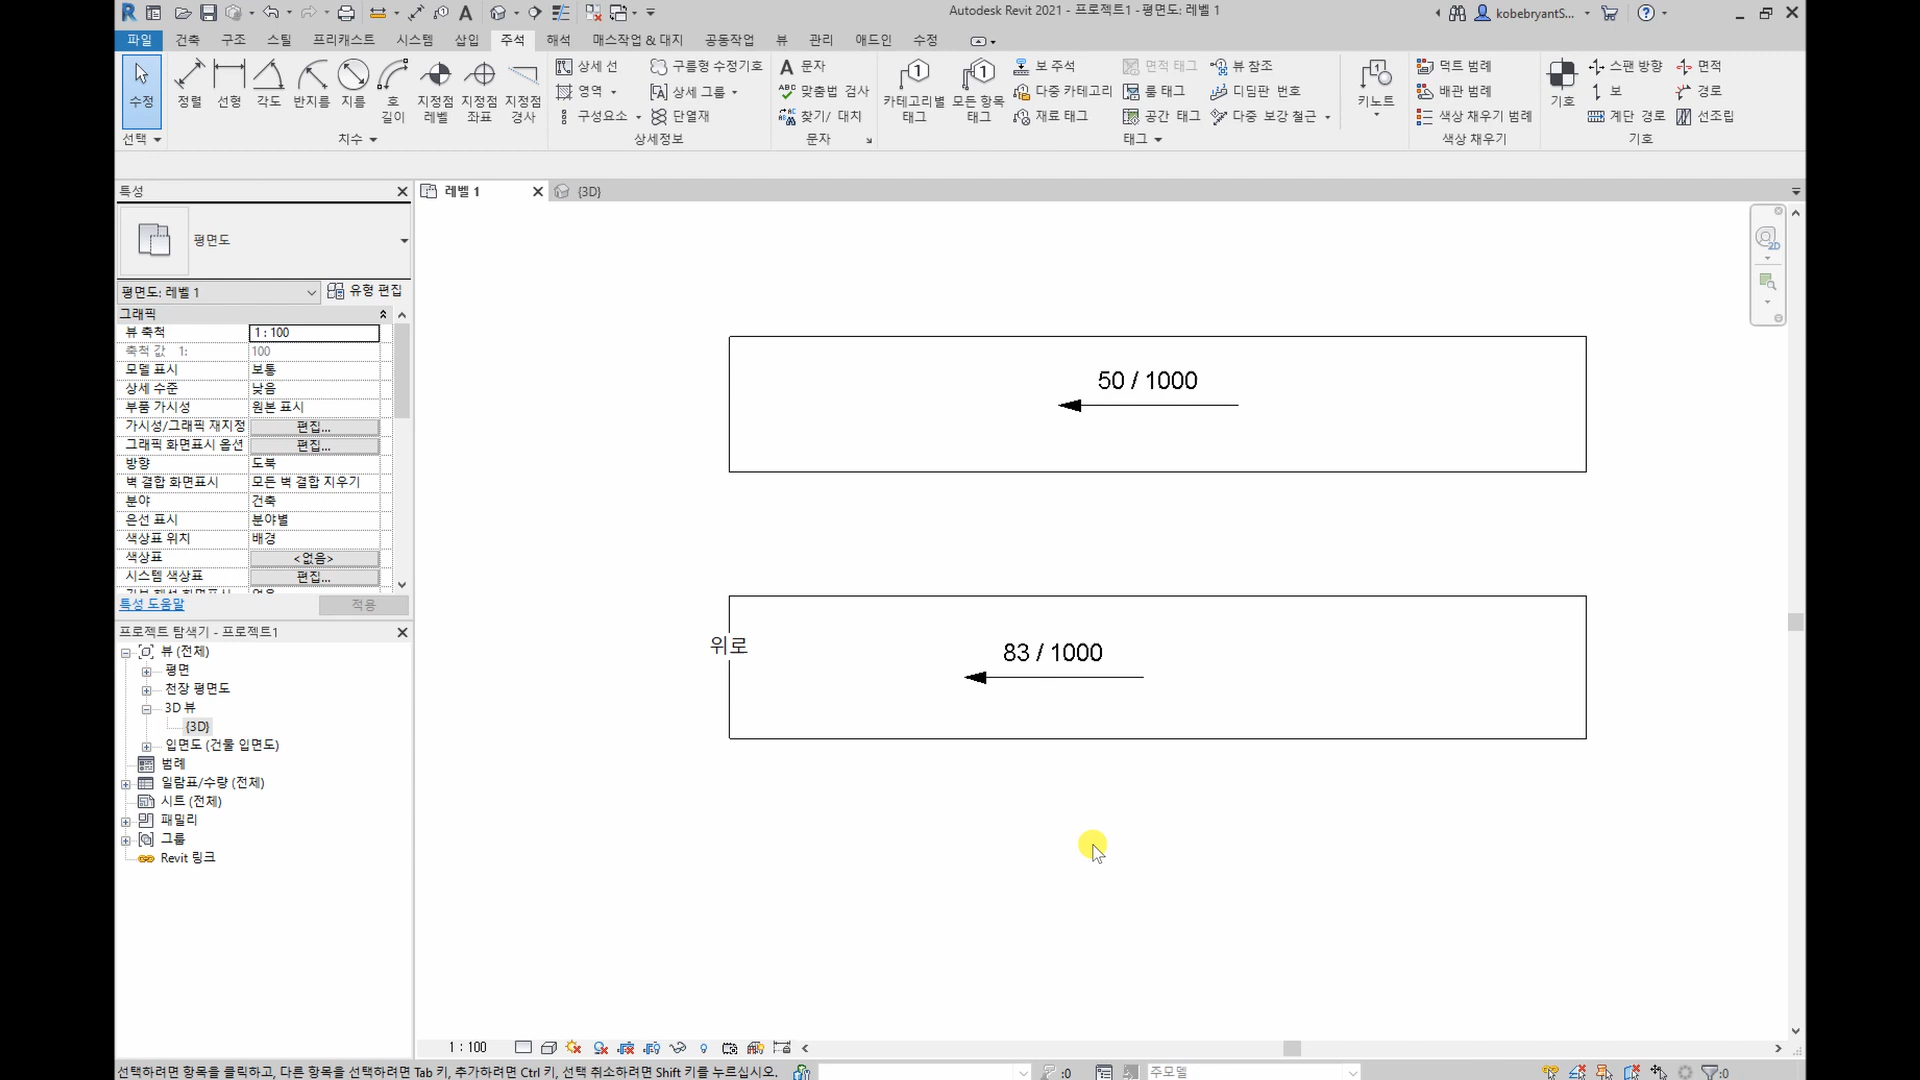 Autodesk Revit 2021 - 프로젝트1 - 평면도: 레벨 1
kobebryantS...
파일 건축 구조 스틸 프리캐스트 시스템 삽입 주석 해석 매스작업 & 대지 공동작업 뷰 관리 애드인 수정
수정
정렬
선형
각도
반지름
지름
호 길이
지정점 레벨
지정점 좌표
지정점 경사
상세 선
영역
구성요소
구름형 수정기호
상세 그룹
단열재
문자
맞춤법 검사
찾기/ 대치
카테고리별 태그
모든 항목 태그
보 주석
다중 카테고리
재료 태그
면적 태그
룸 태그
공간 태그
뷰 참조
디딤판 번호
다중 보강 철근
키노트
덕트 범례
배관 범례
색상 채우기 범례
기호
스팬 방향
보
계단 경로
면적
경로
선조립
선택
치수
상세정보
문자
태그
색상 채우기
기호
특성
레벨 1
{3D}
평면도
평면도: 레벨 1
유형 편집
그래픽
뷰 축척 1 : 100
축척 값 1: 100
모델 표시 보통
상세 수준 낮음
부품 가시성 원본 표시
가시성/그래픽 재지정 편집...
그래픽 화면표시 옵션 편집...
방향 도북
벽 결합 화면표시 모든 벽 결합 지우기
분야 건축
은선 표시 분야별
색상표 위치 배경
색상표 <없음>
시스템 색상표 편집...
특성 도움말
적용
프로젝트 탐색기 - 프로젝트1
뷰 (전체)
평면
천장 평면도
3D 뷰
{3D}
입면도 (건물 입면도)
범례
일람표/수량 (전체)
시트 (전체)
패밀리
그룹
Revit 링크
50 / 1000
위로
83 / 1000
1 : 100
선택하려면 항목을 클릭하고, 다른 항목을 선택하려면 Tab 키, 추가하려면 Ctrl 키, 선택 취소하려면 Shift 키를 누르십시오.
:0
주모델
:0